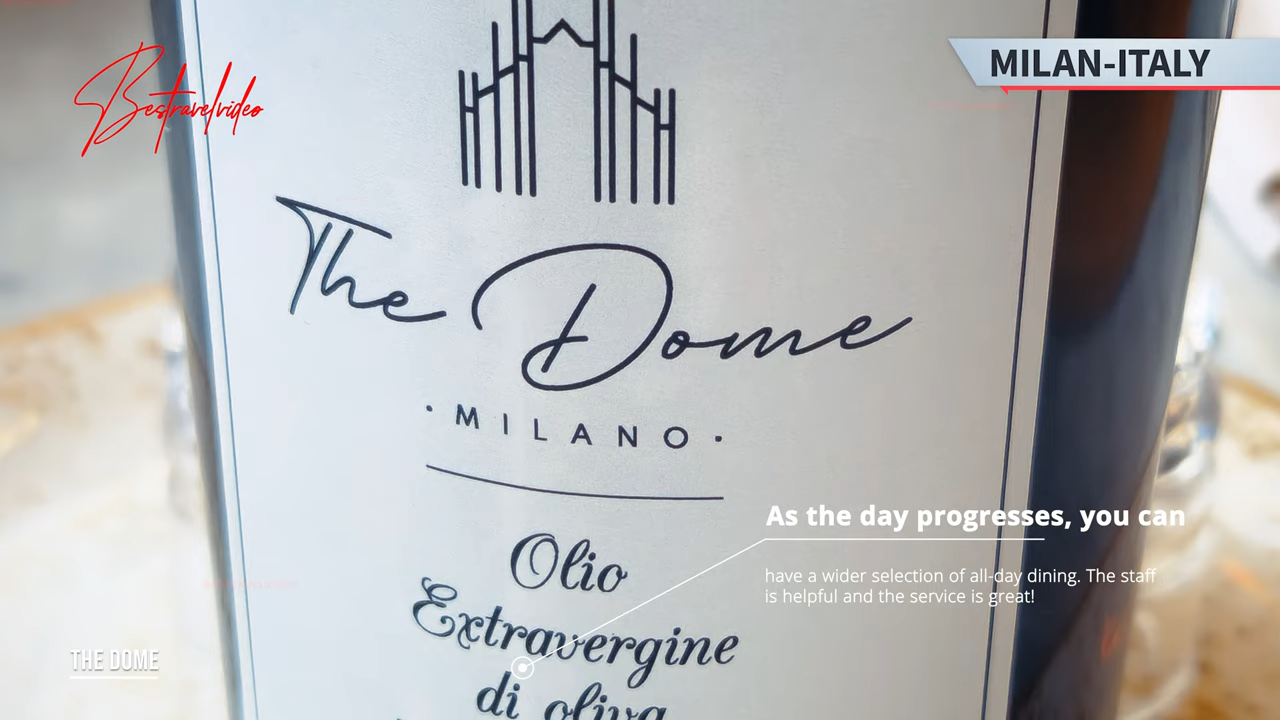 Bestravelvideo
MILAN-ITALY
The Dome
· MILANO ·
Olio
Extravergine
di oliva
As the day progresses, you can
have a wider selection of all-day dining. The staff
is helpful and the service is great!
THE DOME